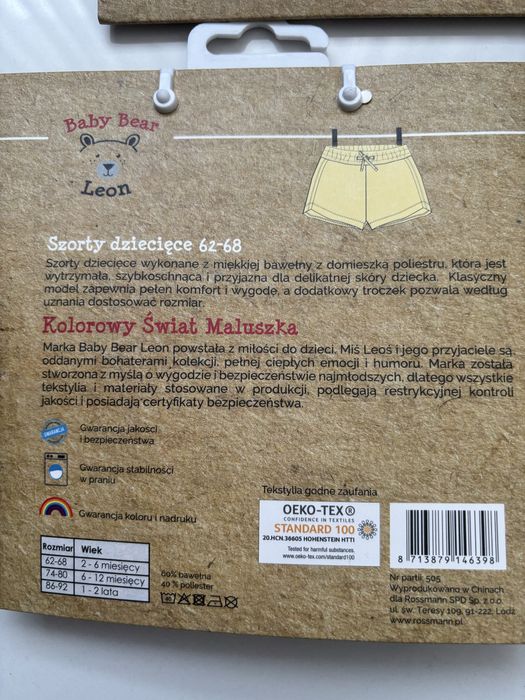 Baby Bear
Leon
Szorty dziecięce 62-68
Szorty dziecięce wykonane z miękkiej bawełny z domieszką poliestru, która jest
wytrzymała, szybkoschnąca i przyjazna dla delikatnej skóry dziecka. Klasyczny
model zapewnia pełen komfort i wygodę, a dodatkowy troczek pozwala według
uznania dostosować rozmiar.
Kolorowy Świat Maluszka
Marka Baby Bear Leon powstała z miłości do dzieci. Miś Leoś i jego przyjaciele są
oddanymi bohaterami kolekcji, pełnej ciepłych emocji i humoru. Marka została
stworzona z myślą o wygodzie i bezpieczeństwie najmłodszych, dlatego wszystkie
tekstylia i materiały stosowane w produkcji, podlegają restrykcyjnej kontroli
jakości i posiadają certyfikaty bezpieczeństwa.
GWARANCJA
Gwarancja jakości
i bezpieczeństwa
Gwarancja stabilności
w praniu
Gwarancja koloru i nadruku
Rozmiar Wiek
62-68 2 - 6 miesięcy
74-80 6 - 12 miesięcy
86-92 1 - 2 lata
60% bawełna
40 % poliester
Tekstylia godne zaufania
OEKO-TEX®
CONFIDENCE IN TEXTILES
STANDARD 100
20.HCN.36605 HOHENSTEIN HTTI
Tested for harmful substances.
www.oeko-tex.com/standard100
8 713879 146398
Nr partii: 505
Wyprodukowano w Chinach
dla Rossmann SPD Sp. z o.o.
ul. św. Teresy 109, 91-222, Łódź
www.rossmann.pl